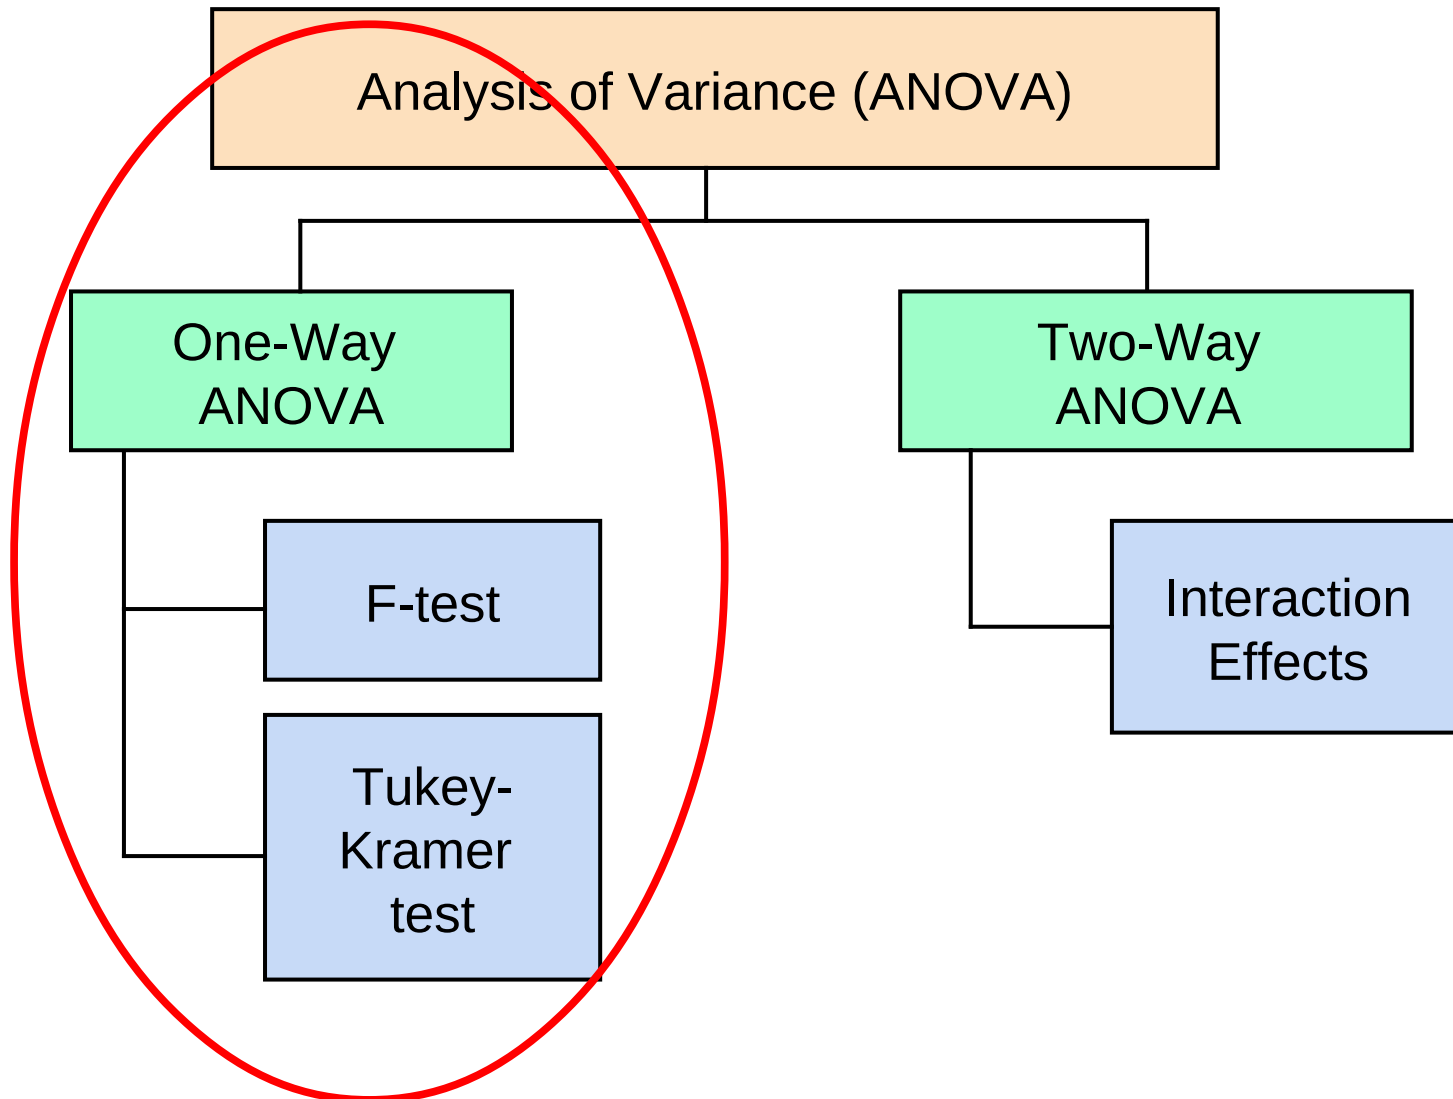 Analysis of Variance (ANOVA)
One-Way
ANOVA
Two-Way
ANOVA
F-test
Interaction
Effects
Tukey-
Kramer
test